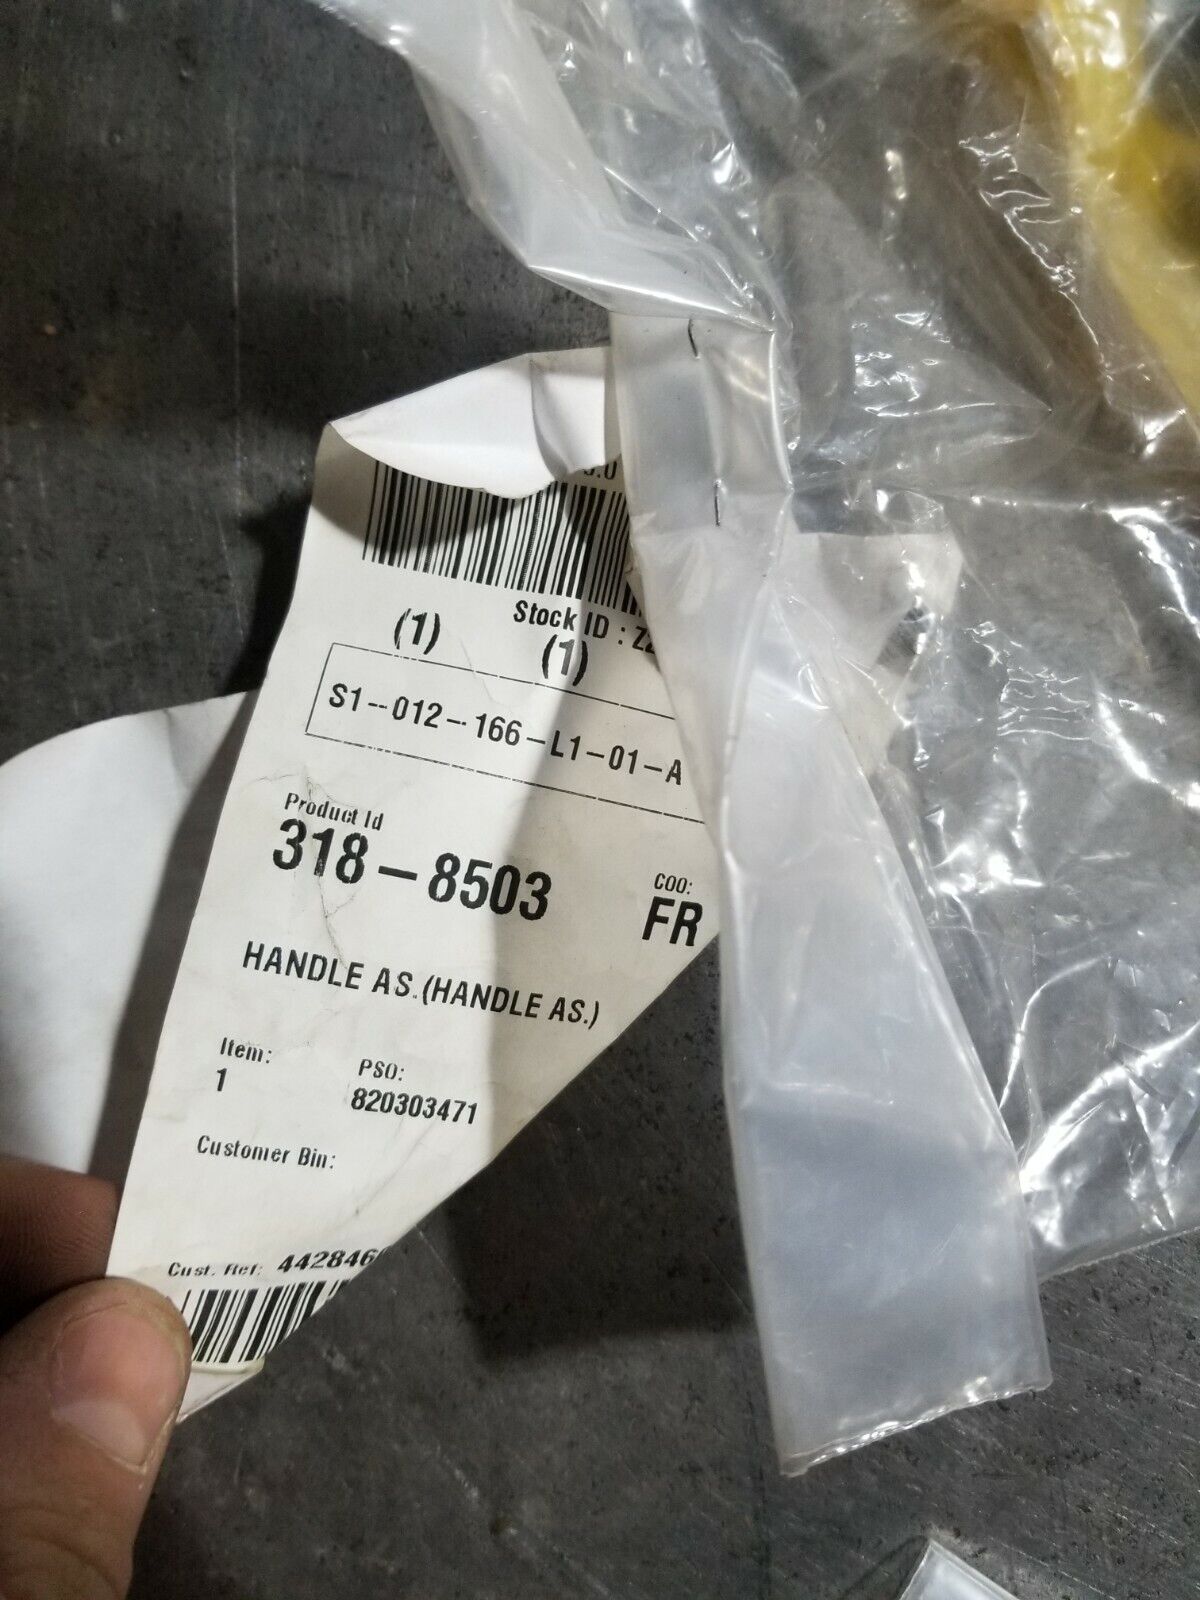 Stock ID :
(1) (1)
S1-012-166-L1-01-A
Product Id
318-8503
COO:
FR
HANDLE AS.(HANDLE AS.)
Item:
1
PSO:
820303471
Customer Bin:
Cust. Ref: